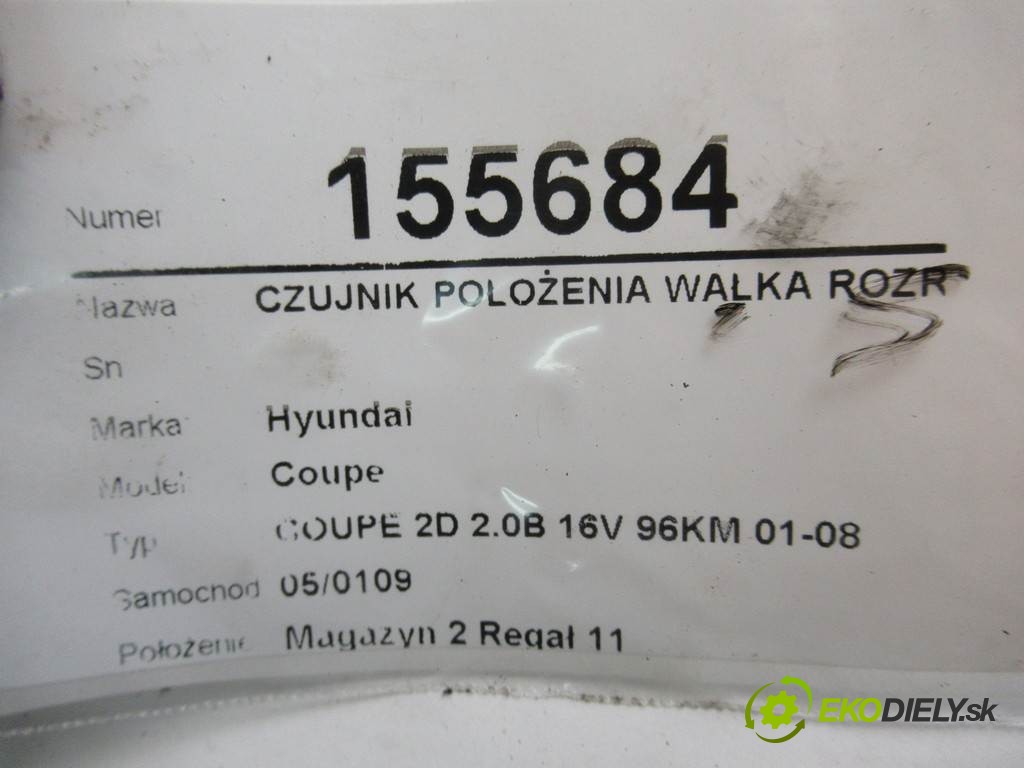 Numer 155684
Nazwa CZUJNIK POLOŻENIA WAŁKA ROZR
Sn
Marka Hyundai
Model Coupe
Typ COUPE 2D 2.0B 16V 96KM 01-08
Samochod 05/0109
Położenie Magazyn 2 Regał 11
EKODIELY.sk